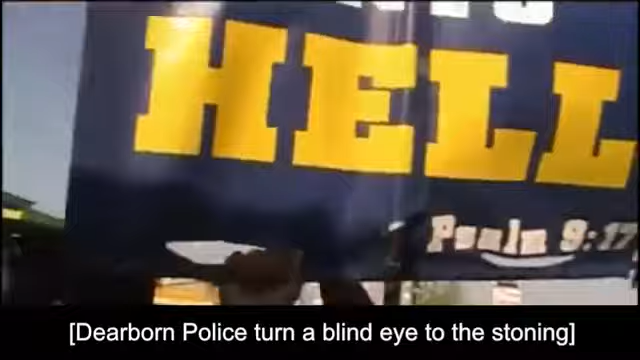 HELL
Psalm 9:17
[Dearborn Police turn a blind eye to the stoning]